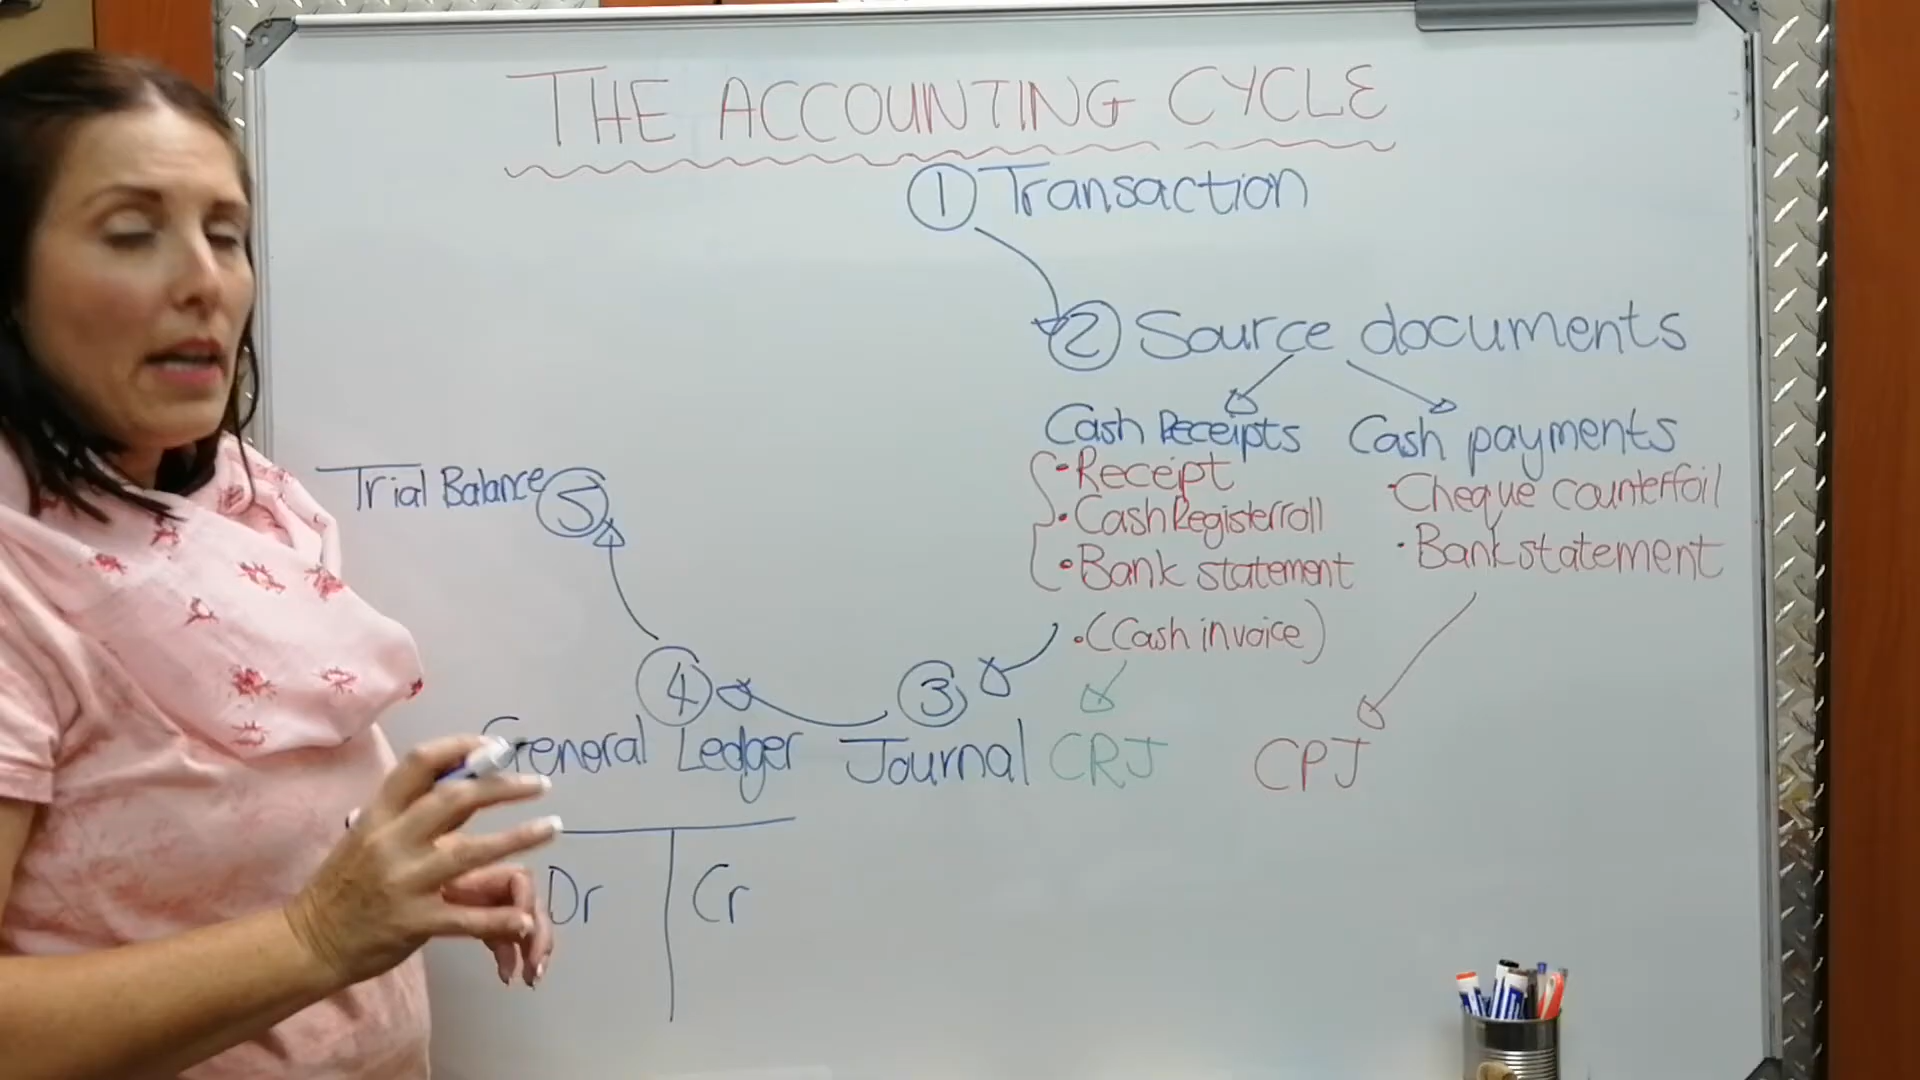 THE ACCOUNTING CYCLE
① Transaction
② Source documents
Cash Receipts
• Receipt
• Cash Register roll
• Bank statement
• (Cash invoice)
Cash payments
• Cheque counterfoil
• Bank statement
③
Journal
CRJ
CPJ
④
General Ledger
Dr
Cr
Trial Balance ⑤